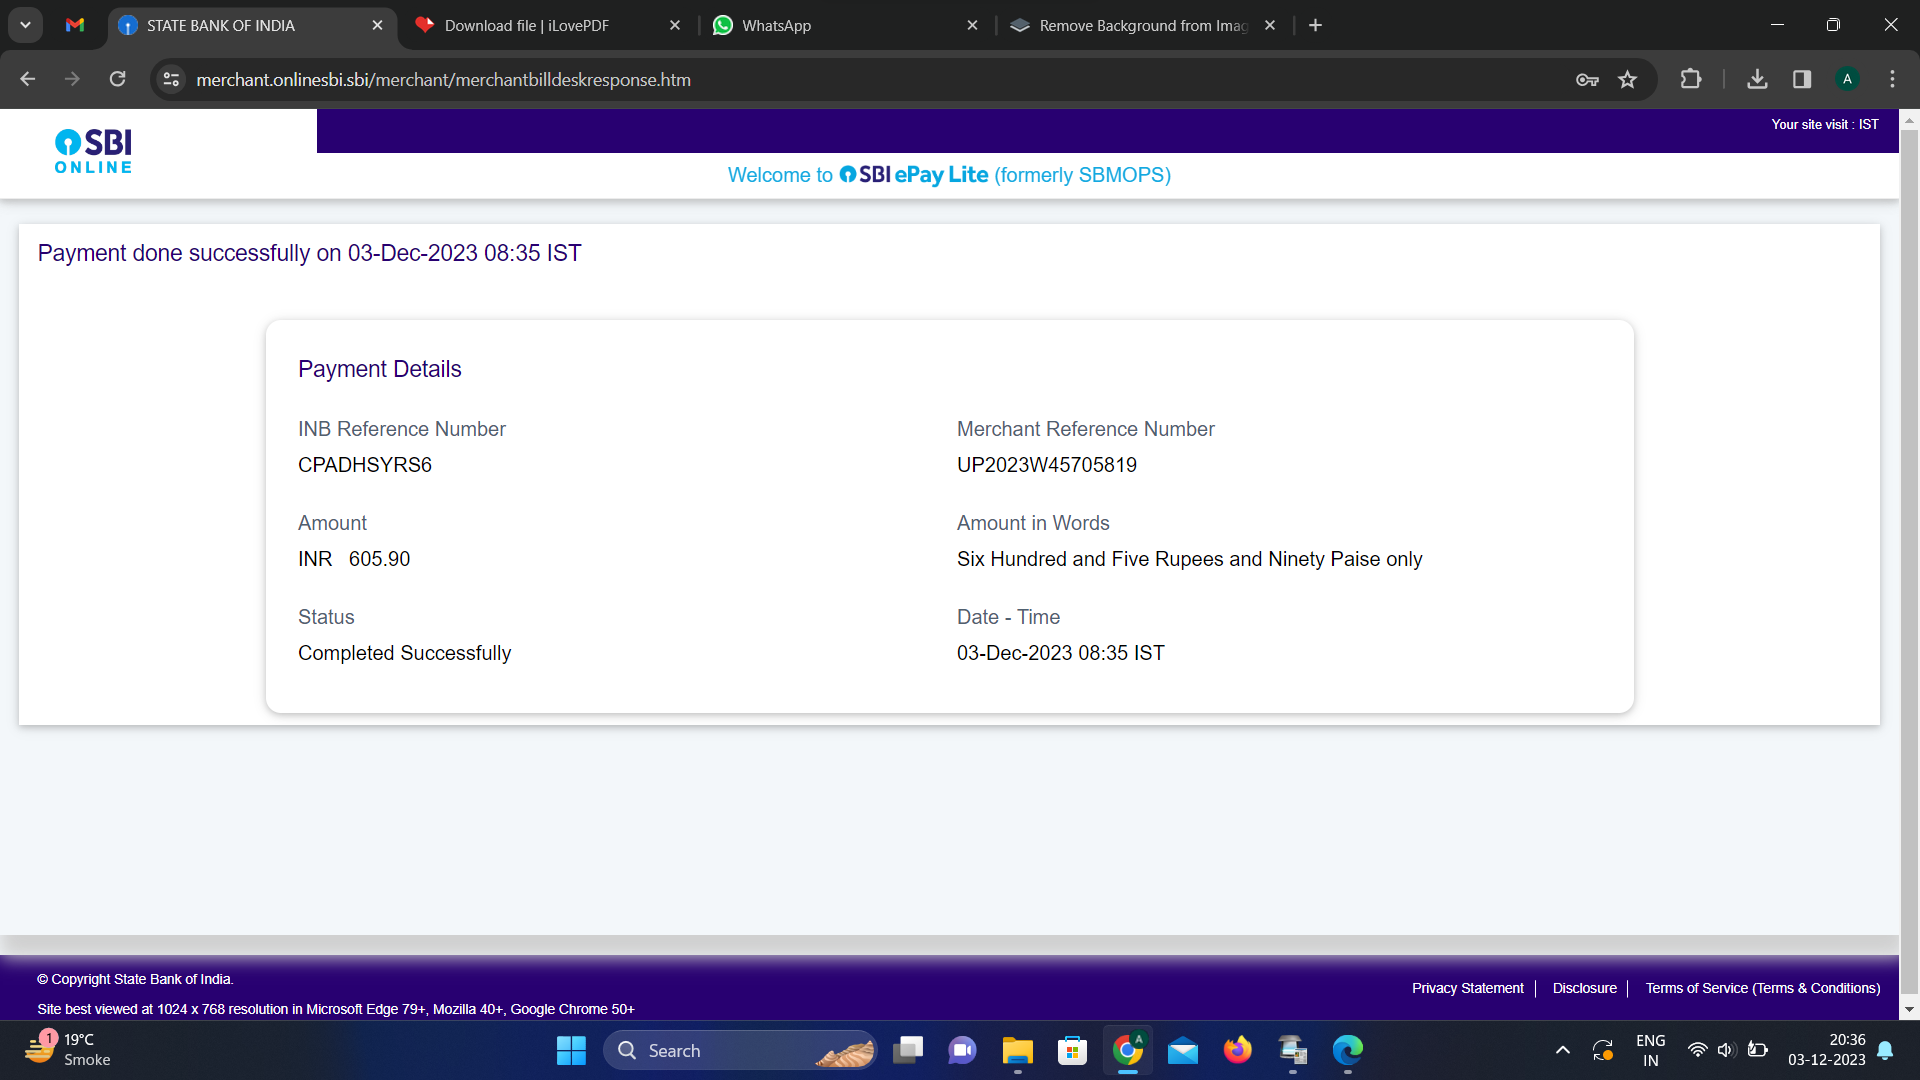 STATE BANK OF INDIA
Download file | iLovePDF
WhatsApp
Remove Background from Imag
merchant.onlinesbi.sbi/merchant/merchantbilldeskresponse.htm
A
SBI
ONLINE
Your site visit : IST
Welcome to SBI ePay Lite (formerly SBMOPS)
Payment done successfully on 03-Dec-2023 08:35 IST
Payment Details
INB Reference Number
Merchant Reference Number
CPADHSYRS6
UP2023W45705819
Amount
Amount in Words
INR 605.90
Six Hundred and Five Rupees and Ninety Paise only
Status
Date - Time
Completed Successfully
03-Dec-2023 08:35 IST
© Copyright State Bank of India.
Site best viewed at 1024 x 768 resolution in Microsoft Edge 79+, Mozilla 40+, Google Chrome 50+
Privacy Statement
Disclosure
Terms of Service (Terms & Conditions)
1
19°C
Smoke
Search
A
ENG
IN
20:36
03-12-2023